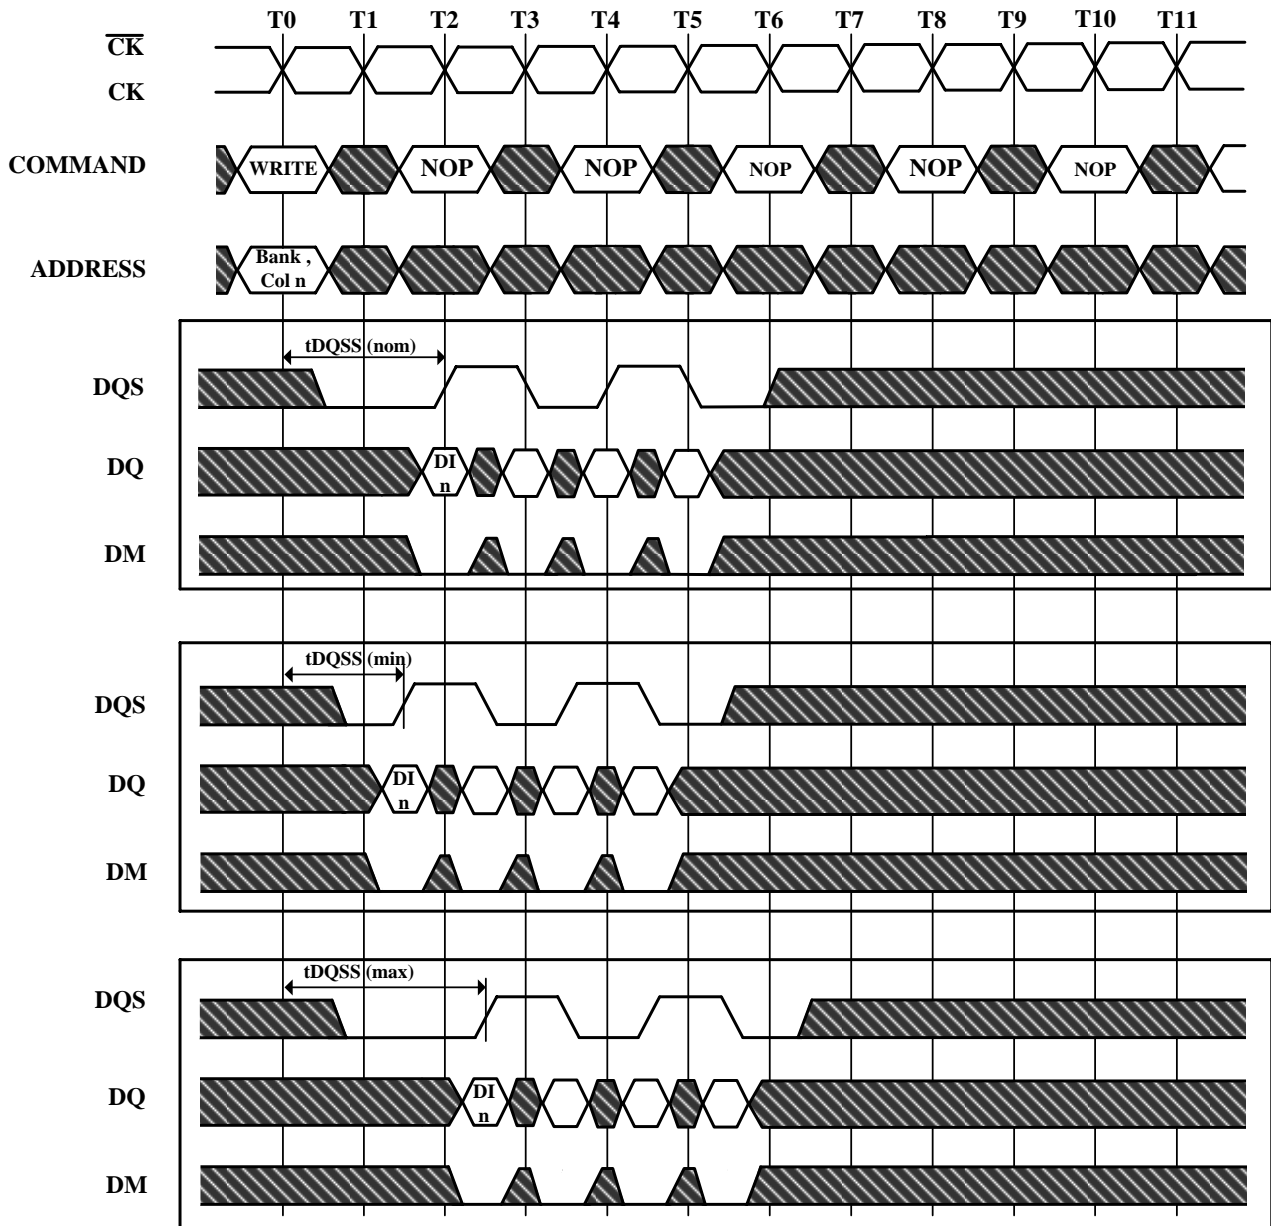 T0 T1 T2 T3 T4 T5 T6 T7 T8 T9 T10 T11
CK
CK
COMMAND WRITE NOP NOP NOP NOP NOP
ADDRESS Bank ,
Col n
tDQSS (nom)
DQS
DQ DI
n
DM
tDQSS (min)
DQS
DQ DI
n
DM
tDQSS (max)
DQS
DQ DI
n
DM